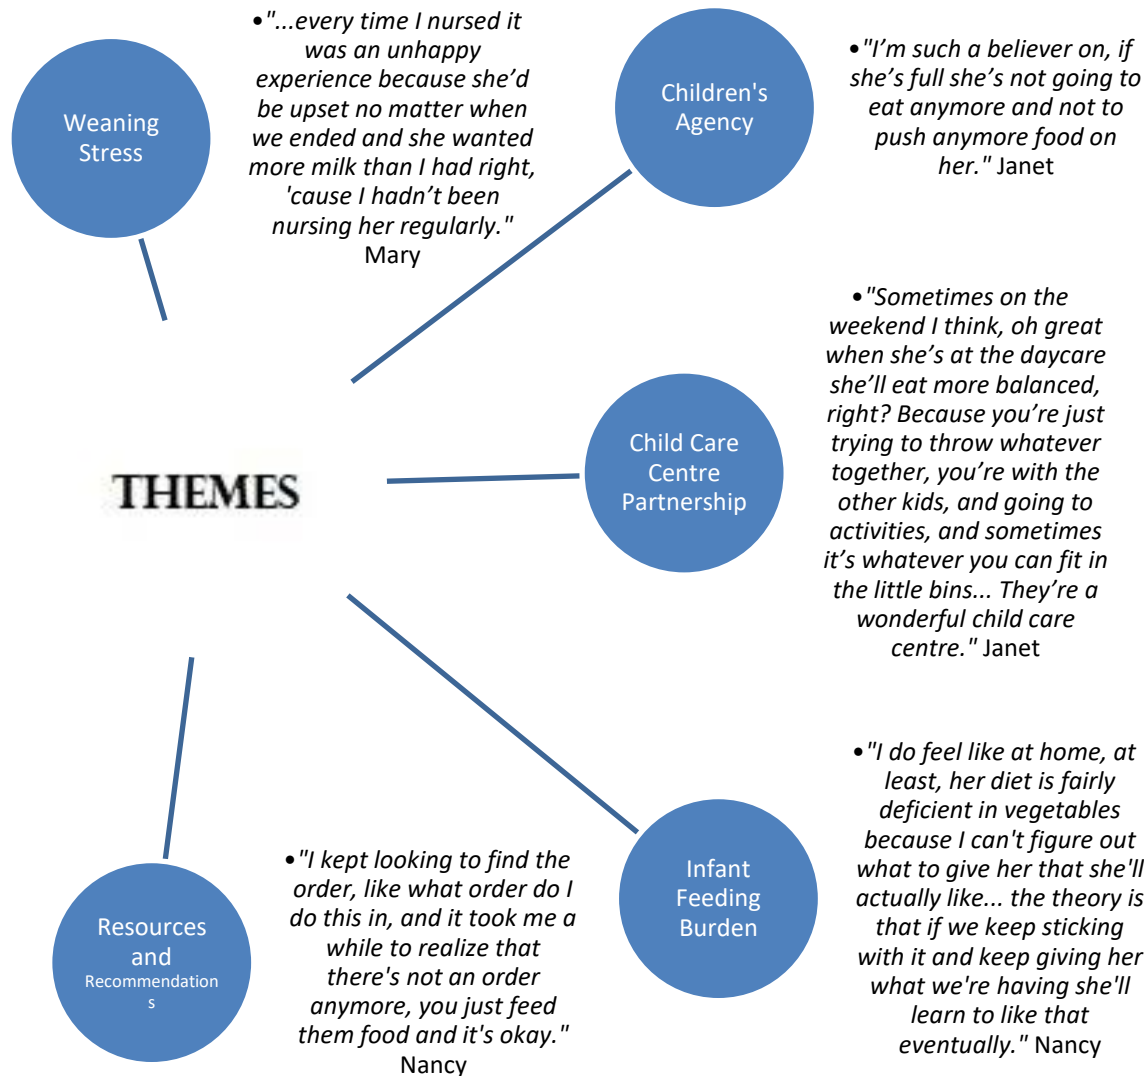 Weaning
Stress
•"...every time I nursed it
was an unhappy
experience because she’d
be upset no matter when
we ended and she wanted
more milk than I had right,
'cause I hadn’t been
nursing her regularly."
Mary
Children's
Agency
•"I’m such a believer on, if
she’s full she’s not going to
eat anymore and not to
push anymore food on
her." Janet
THEMES
Child Care
Centre
Partnership
•"Sometimes on the
weekend I think, oh great
when she’s at the daycare
she’ll eat more balanced,
right? Because you’re just
trying to throw whatever
together, you’re with the
other kids, and going to
activities, and sometimes
it’s whatever you can fit in
the little bins... They’re a
wonderful child care
centre." Janet
Resources
and
Recommendation
s
•"I kept looking to find the
order, like what order do I
do this in, and it took me a
while to realize that
there's not an order
anymore, you just feed
them food and it's okay."
Nancy
Infant
Feeding
Burden
•"I do feel like at home, at
least, her diet is fairly
deficient in vegetables
because I can't figure out
what to give her that she'll
actually like... the theory is
that if we keep sticking
with it and keep giving her
what we're having she'll
learn to like that
eventually." Nancy